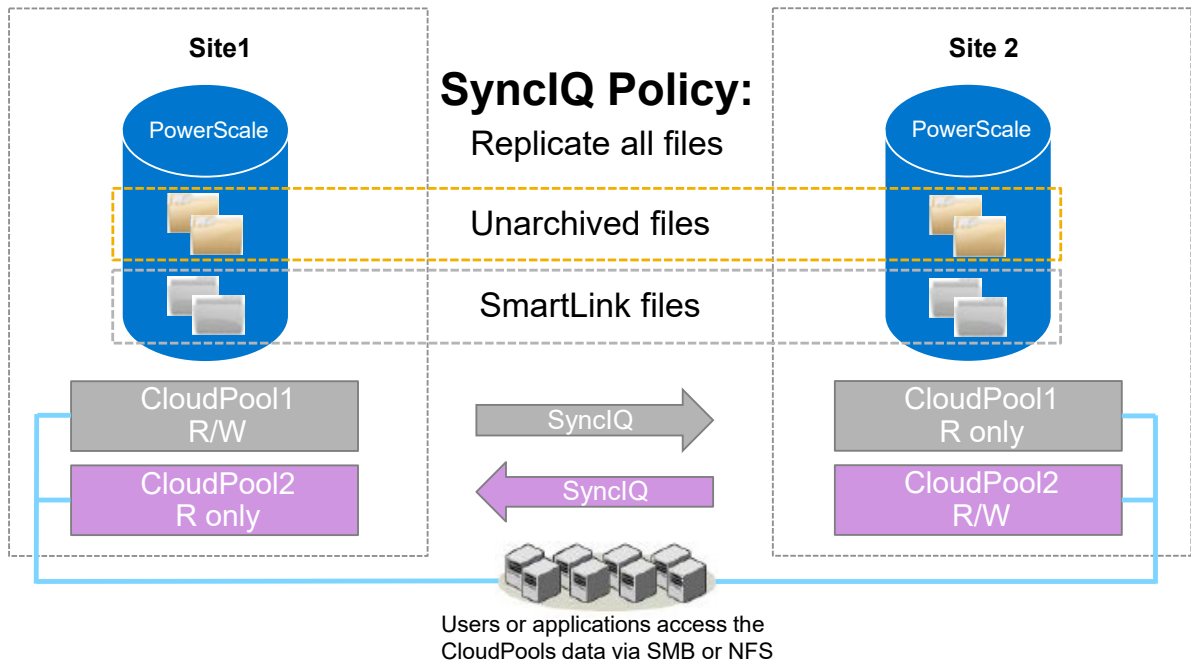 Site1
Site 2
SyncIQ Policy:
PowerScale
PowerScale
Replicate all files
Unarchived files
SmartLink files
CloudPool1
R/W
SyncIQ
CloudPool1
R only
CloudPool2
R only
SyncIQ
CloudPool2
R/W
Users or applications access the
CloudPools data via SMB or NFS